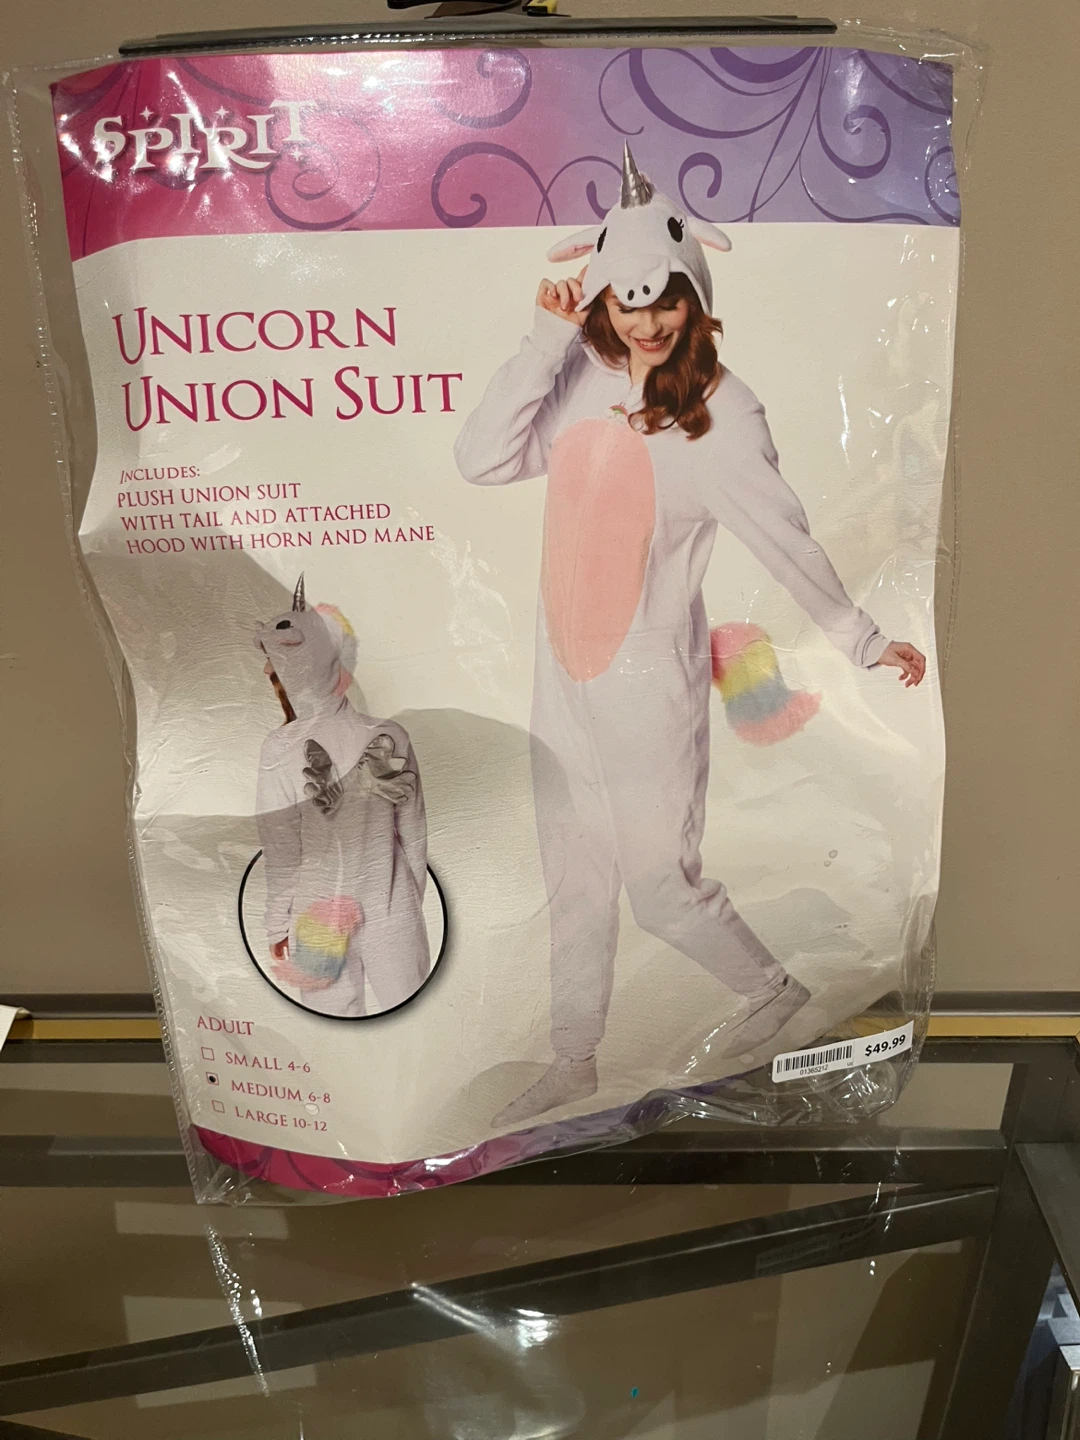 SPIRIT
UNICORN
UNION SUIT
INCLUDES:
PLUSH UNION SUIT
WITH TAIL AND ATTACHED
HOOD WITH HORN AND MANE
ADULT
SMALL 4-6
MEDIUM 6-8
LARGE 10-12
$49.99
01365212